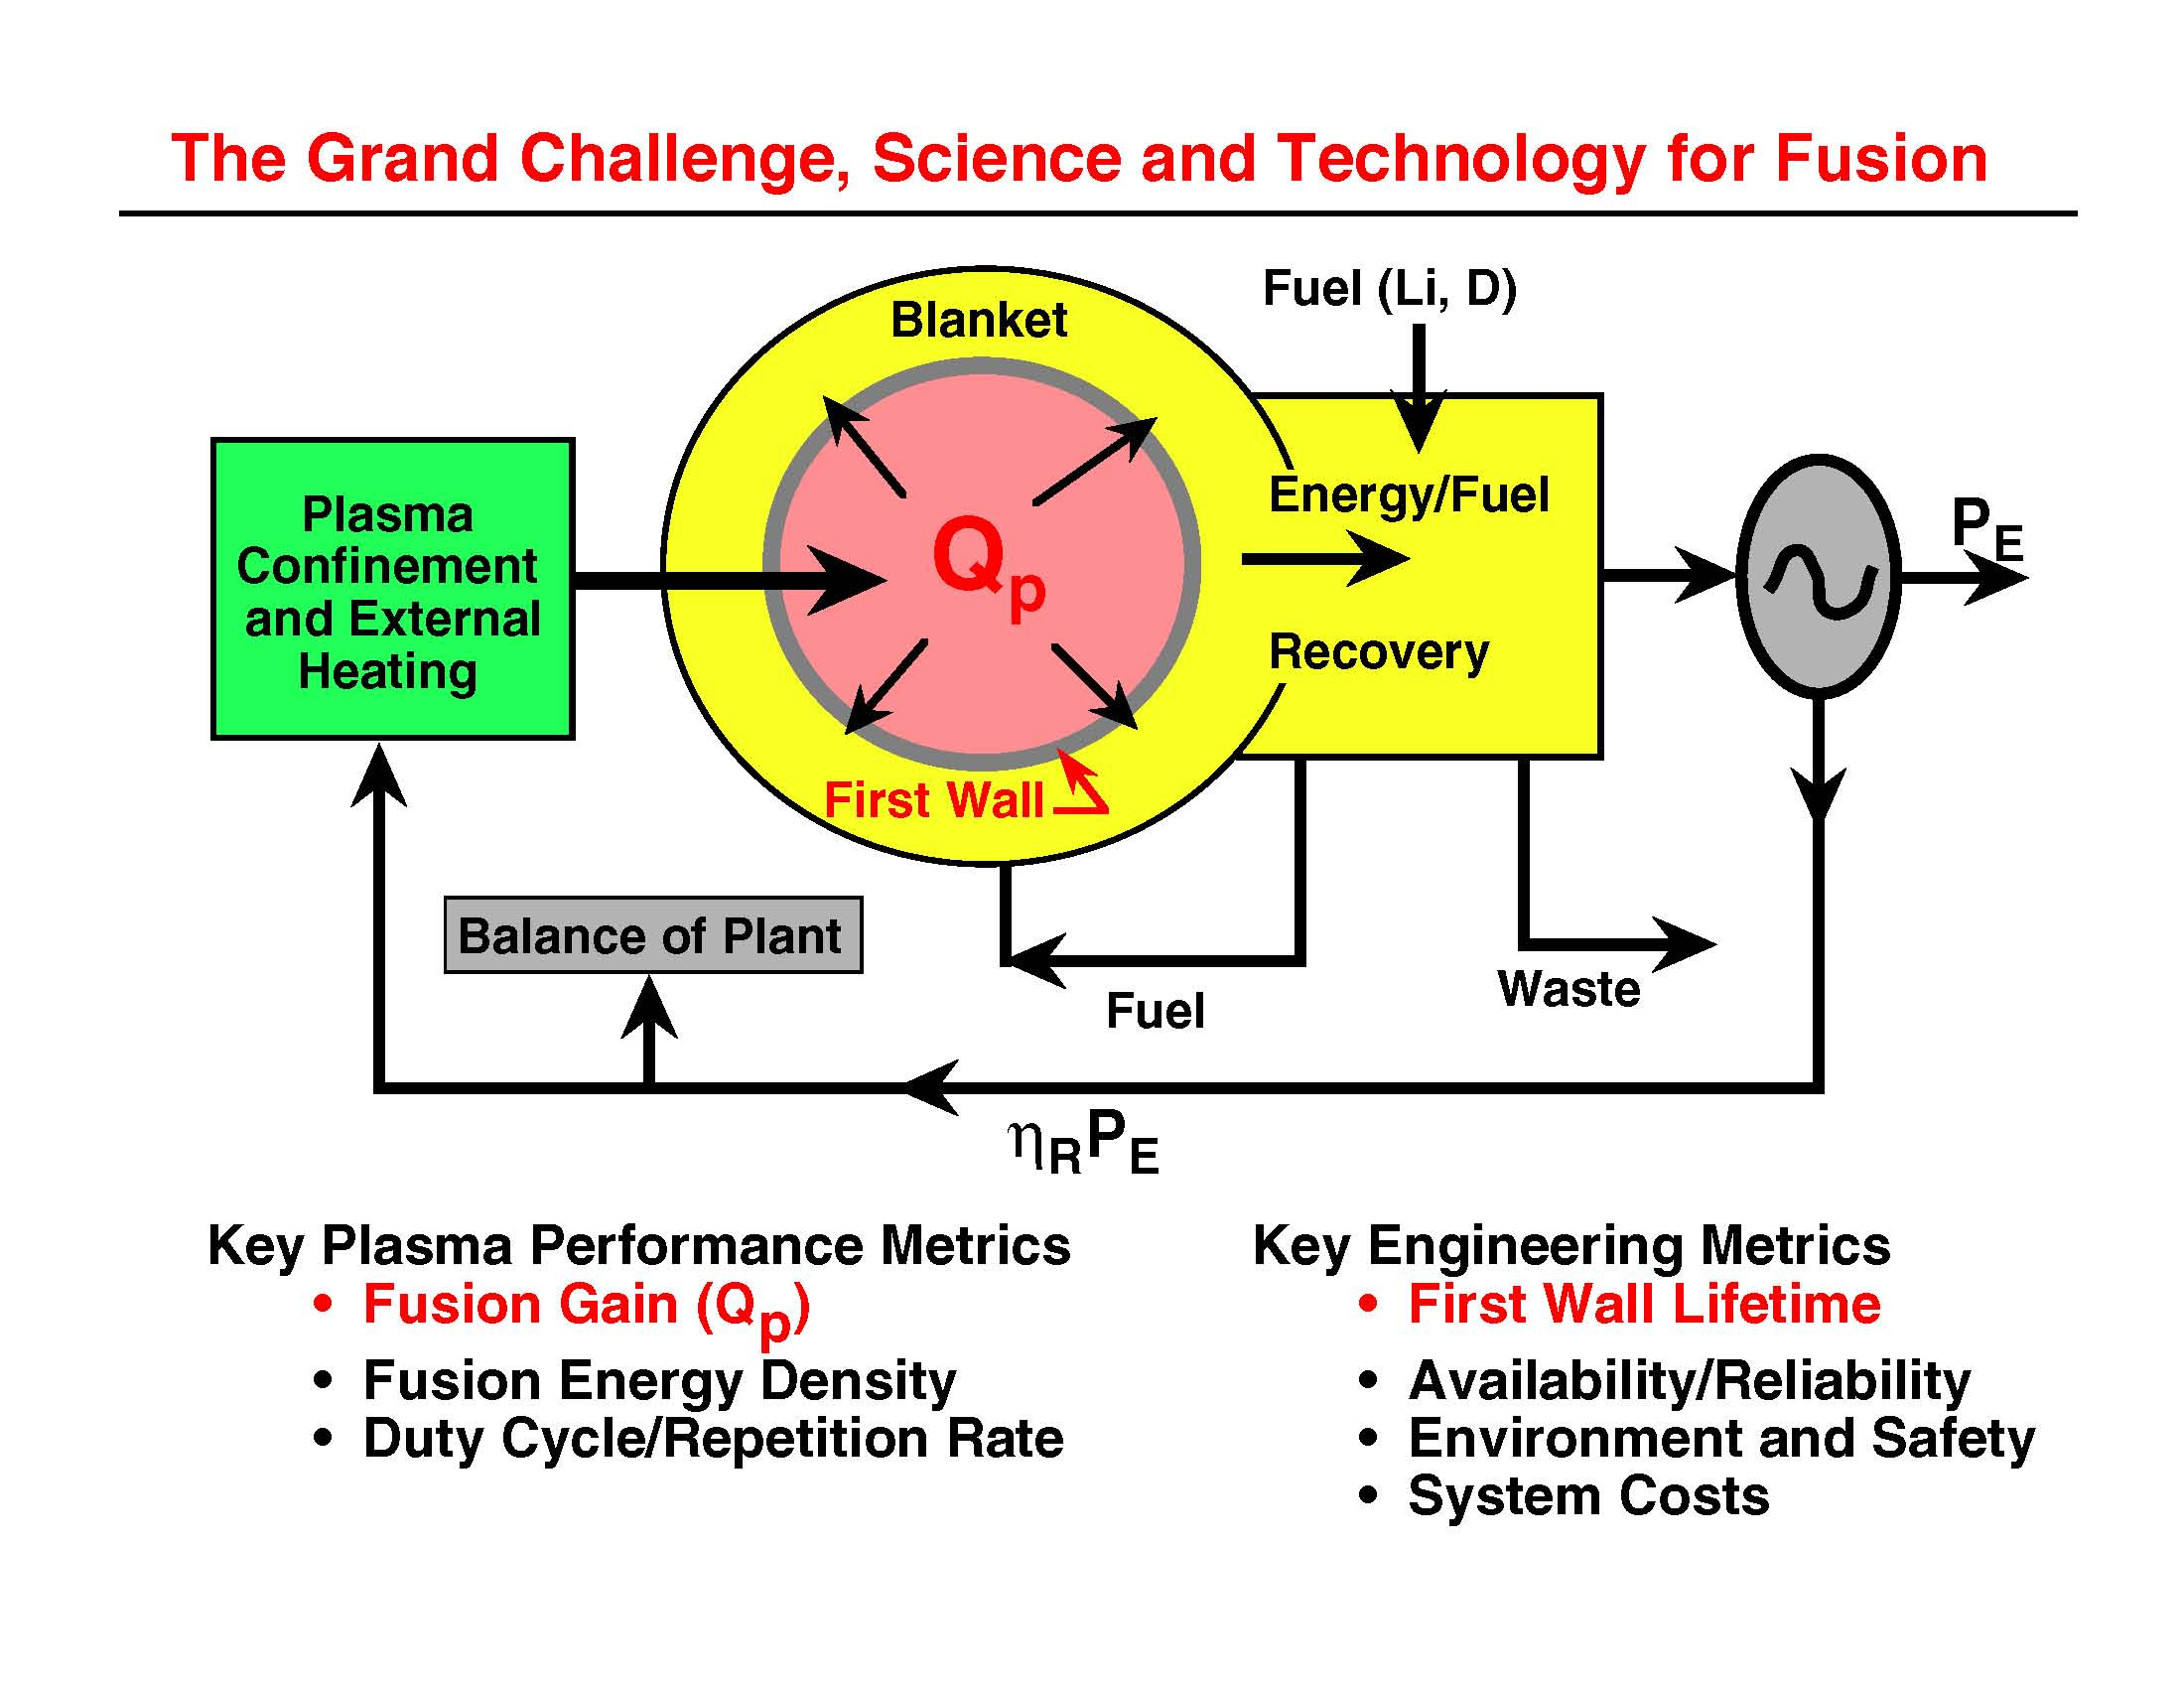 The Grand Challenge, Science and Technology for Fusion
Fuel (Li, D)
Blanket
Plasma
Confinement
and External
Heating
Qp
Energy/Fuel
Recovery
PE
First Wall
Balance of Plant
Fuel
Waste
ηRPE
Key Plasma Performance Metrics
• Fusion Gain (Qp)
• Fusion Energy Density
• Duty Cycle/Repetition Rate
Key Engineering Metrics
• First Wall Lifetime
• Availability/Reliability
• Environment and Safety
• System Costs